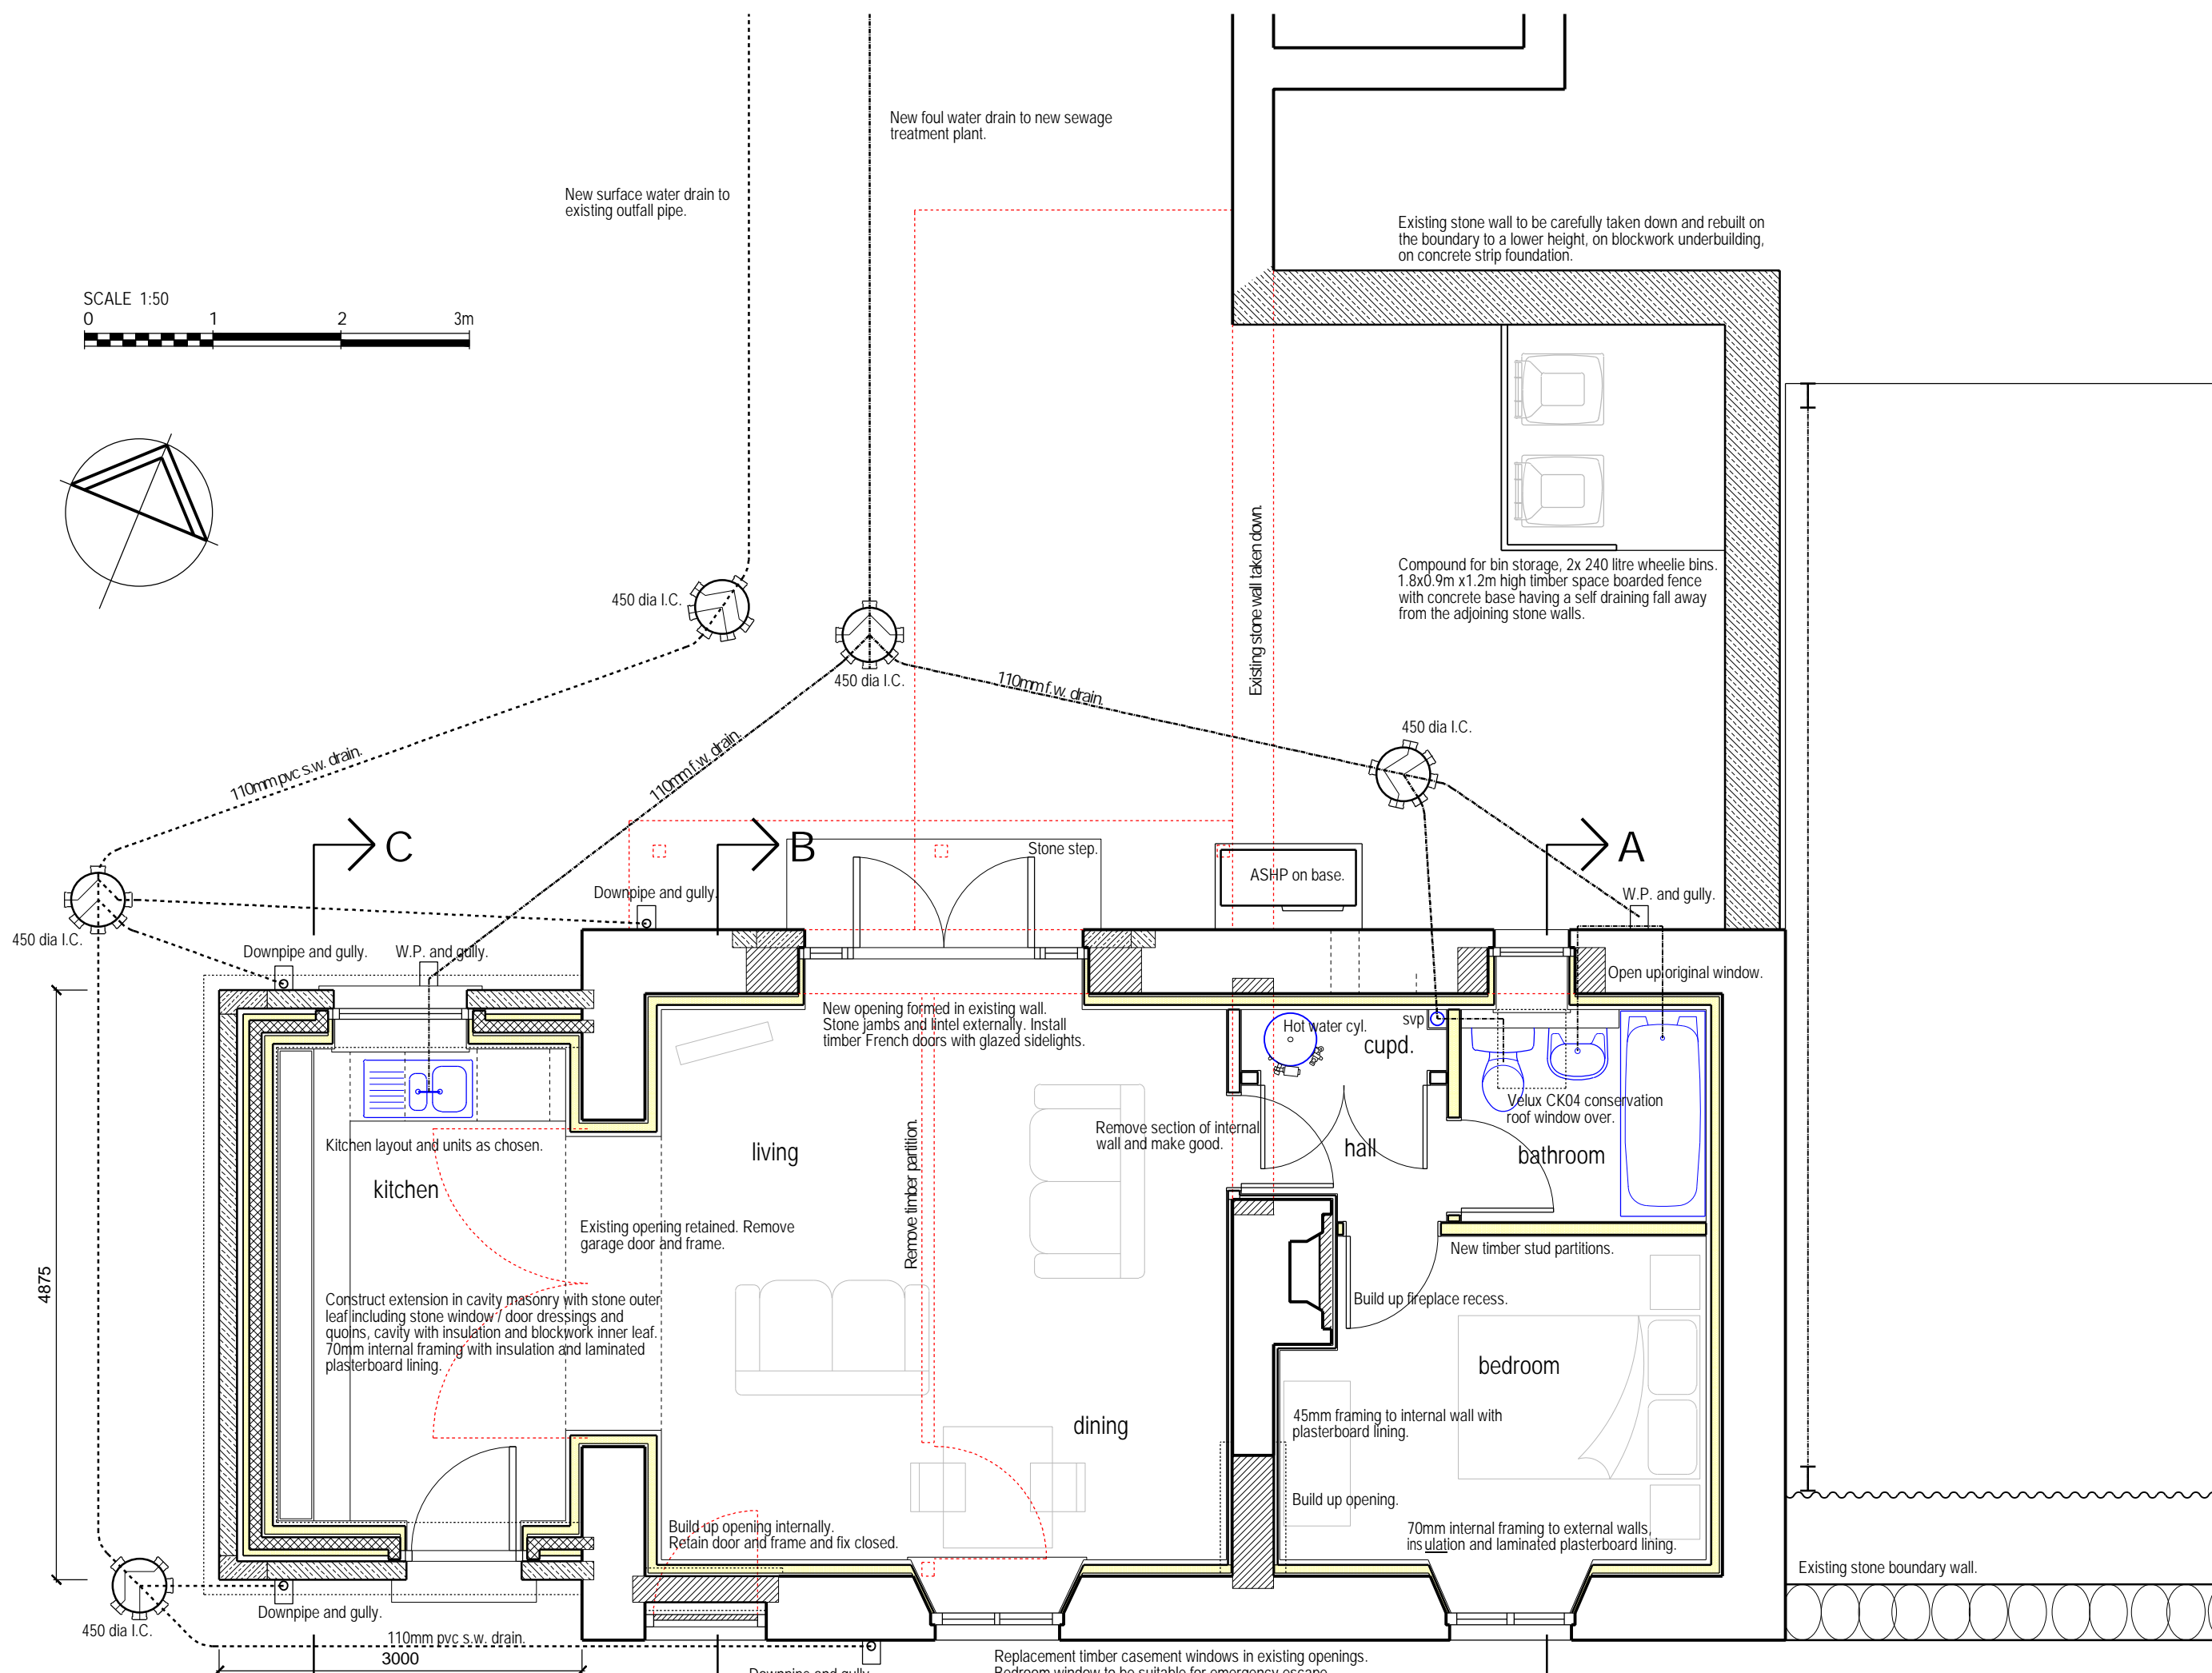 New foul water drain to new sewage
treatment plant.
New surface water drain to
existing outfall pipe.
Existing stone wall to be carefully taken down and rebuilt on
the boundary to a lower height, on blockwork underbuilding,
on concrete strip foundation.
SCALE 1:50
0 1 2 3m
Existing stone wall taken down.
Compound for bin storage, 2x 240 litre wheelie bins.
1.8x0.9m x1.2m high timber space boarded fence
with concrete base having a self draining fall away
from the adjoining stone walls.
450 dia I.C.
450 dia I.C.
110mm f.w. drain.
450 dia I.C.
110mm pvc s.w. drain.
110mm f.w. drain.
C
B
Stone step.
A
ASHP on base.
Downpipe and gully.
W.P. and gully.
450 dia I.C.
Downpipe and gully.
W.P. and gully.
Open up original window.
New opening formed in existing wall.
Stone jambs and lintel externally. Install
timber French doors with glazed sidelights.
Hot water cyl.
svp
cupd.
Velux CK04 conservation
roof window over.
Kitchen layout and units as chosen.
kitchen
living
Remove timber partition.
Remove section of internal
wall and make good.
hall
bathroom
Existing opening retained. Remove
garage door and frame.
New timber stud partitions.
4875
Construct extension in cavity masonry with stone outer
leaf including stone window / door dressings and
quoins, cavity with insulation and blockwork inner leaf.
70mm internal framing with insulation and laminated
plasterboard lining.
Build up fireplace recess.
bedroom
dining
45mm framing to internal wall with
plasterboard lining.
Build up opening.
Build up opening internally.
Retain door and frame and fix closed.
70mm internal framing to external walls,
insulation and laminated plasterboard lining.
Existing stone boundary wall.
Downpipe and gully.
450 dia I.C.
110mm pvc s.w. drain.
3000
Replacement timber casement windows in existing openings.
Bedroom window to be suitable for emergency escape
Downpipe and gully